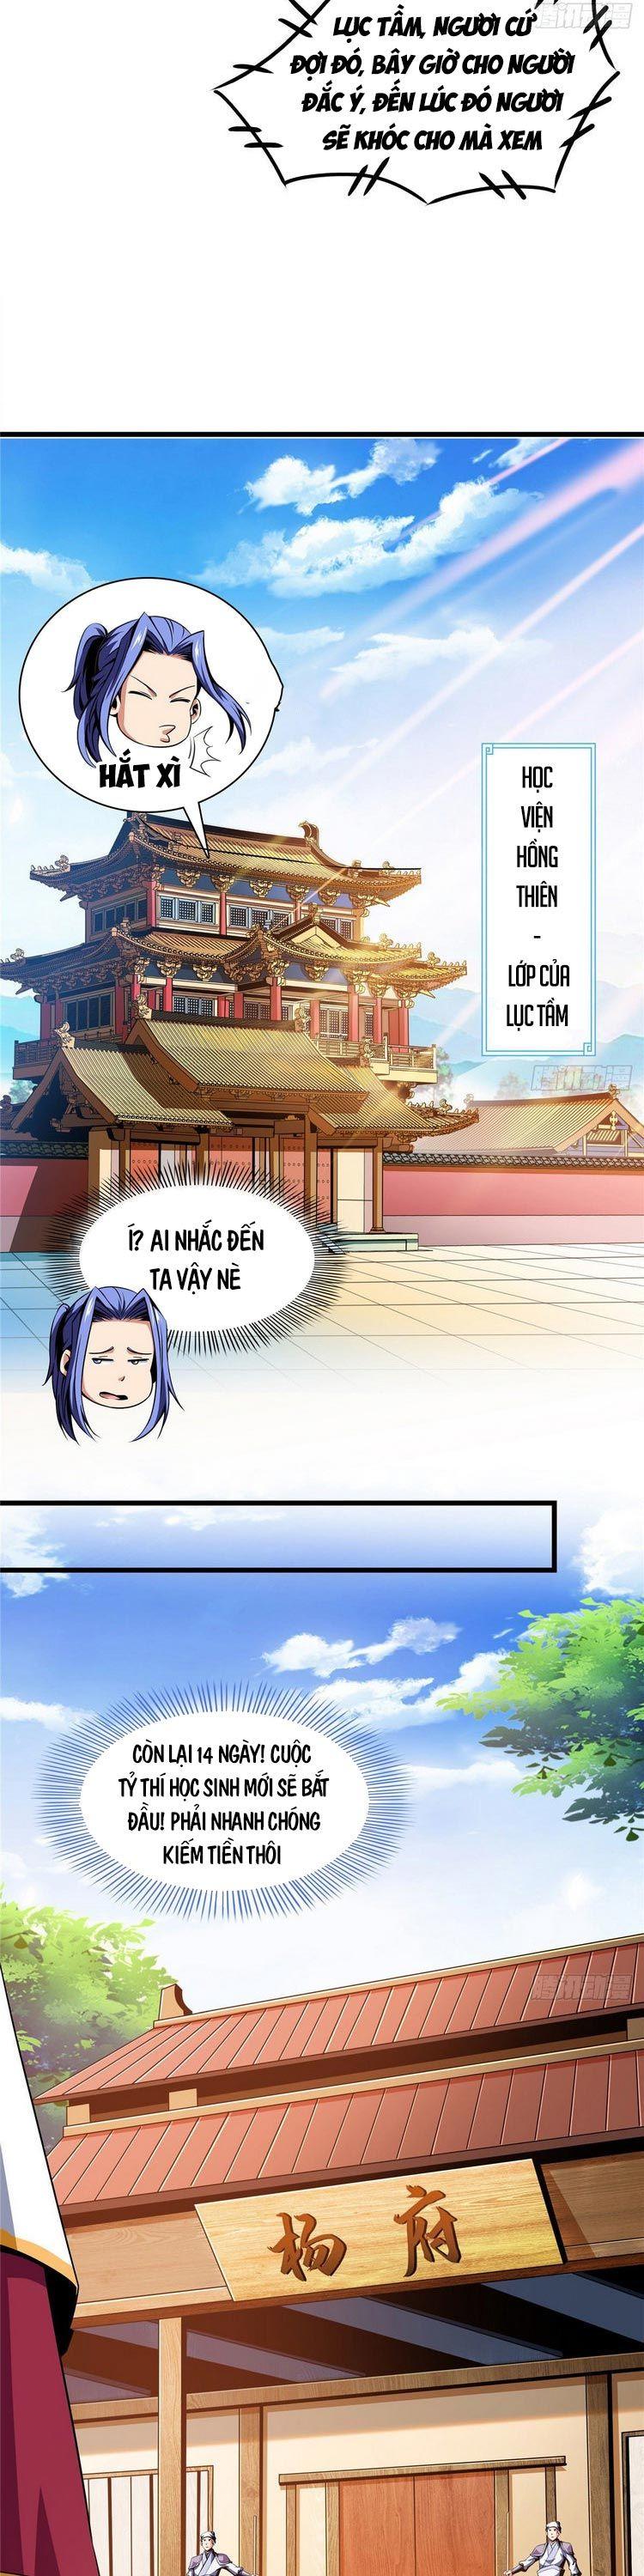 LỤC TẦM, NGƯƠI CỨ
ĐỢI ĐÓ, BÂY GIỜ CHO NGƯƠI
ĐẮC Ý, ĐẾN LÚC ĐÓ NGƯƠI
SẼ KHÓC CHO MÀ XEM
HẮT XÌ
HỌC
VIỆN
HỒNG
THIÊN
-
LỚP CỦA
LỤC TẦM
Í? AI NHẮC ĐẾN
TA VẬY NÈ
CÒN LẠI 14 NGÀY! CUỘC
TỶ THÍ HỌC SINH MỚI SẼ BẮT
ĐẦU! PHẢI NHANH CHÓNG
KIẾM TIỀN THÔI
杨府